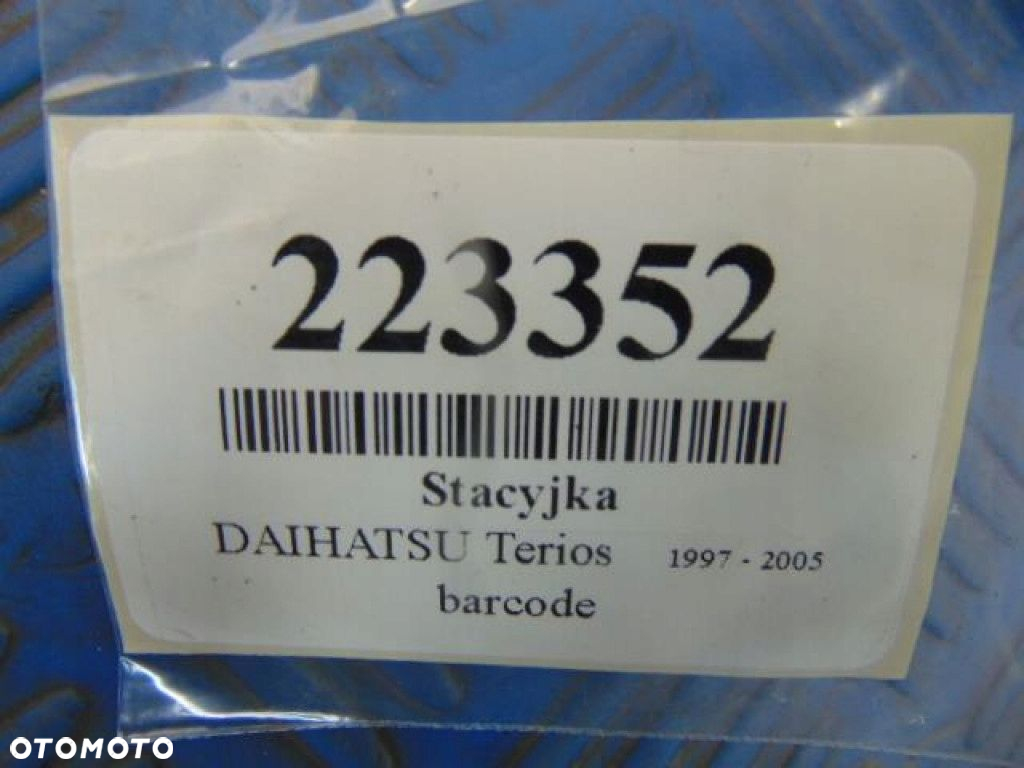 223352
Stacyjka
DAIHATSU Terios 1997 - 2005
barcode
OTOMOTO